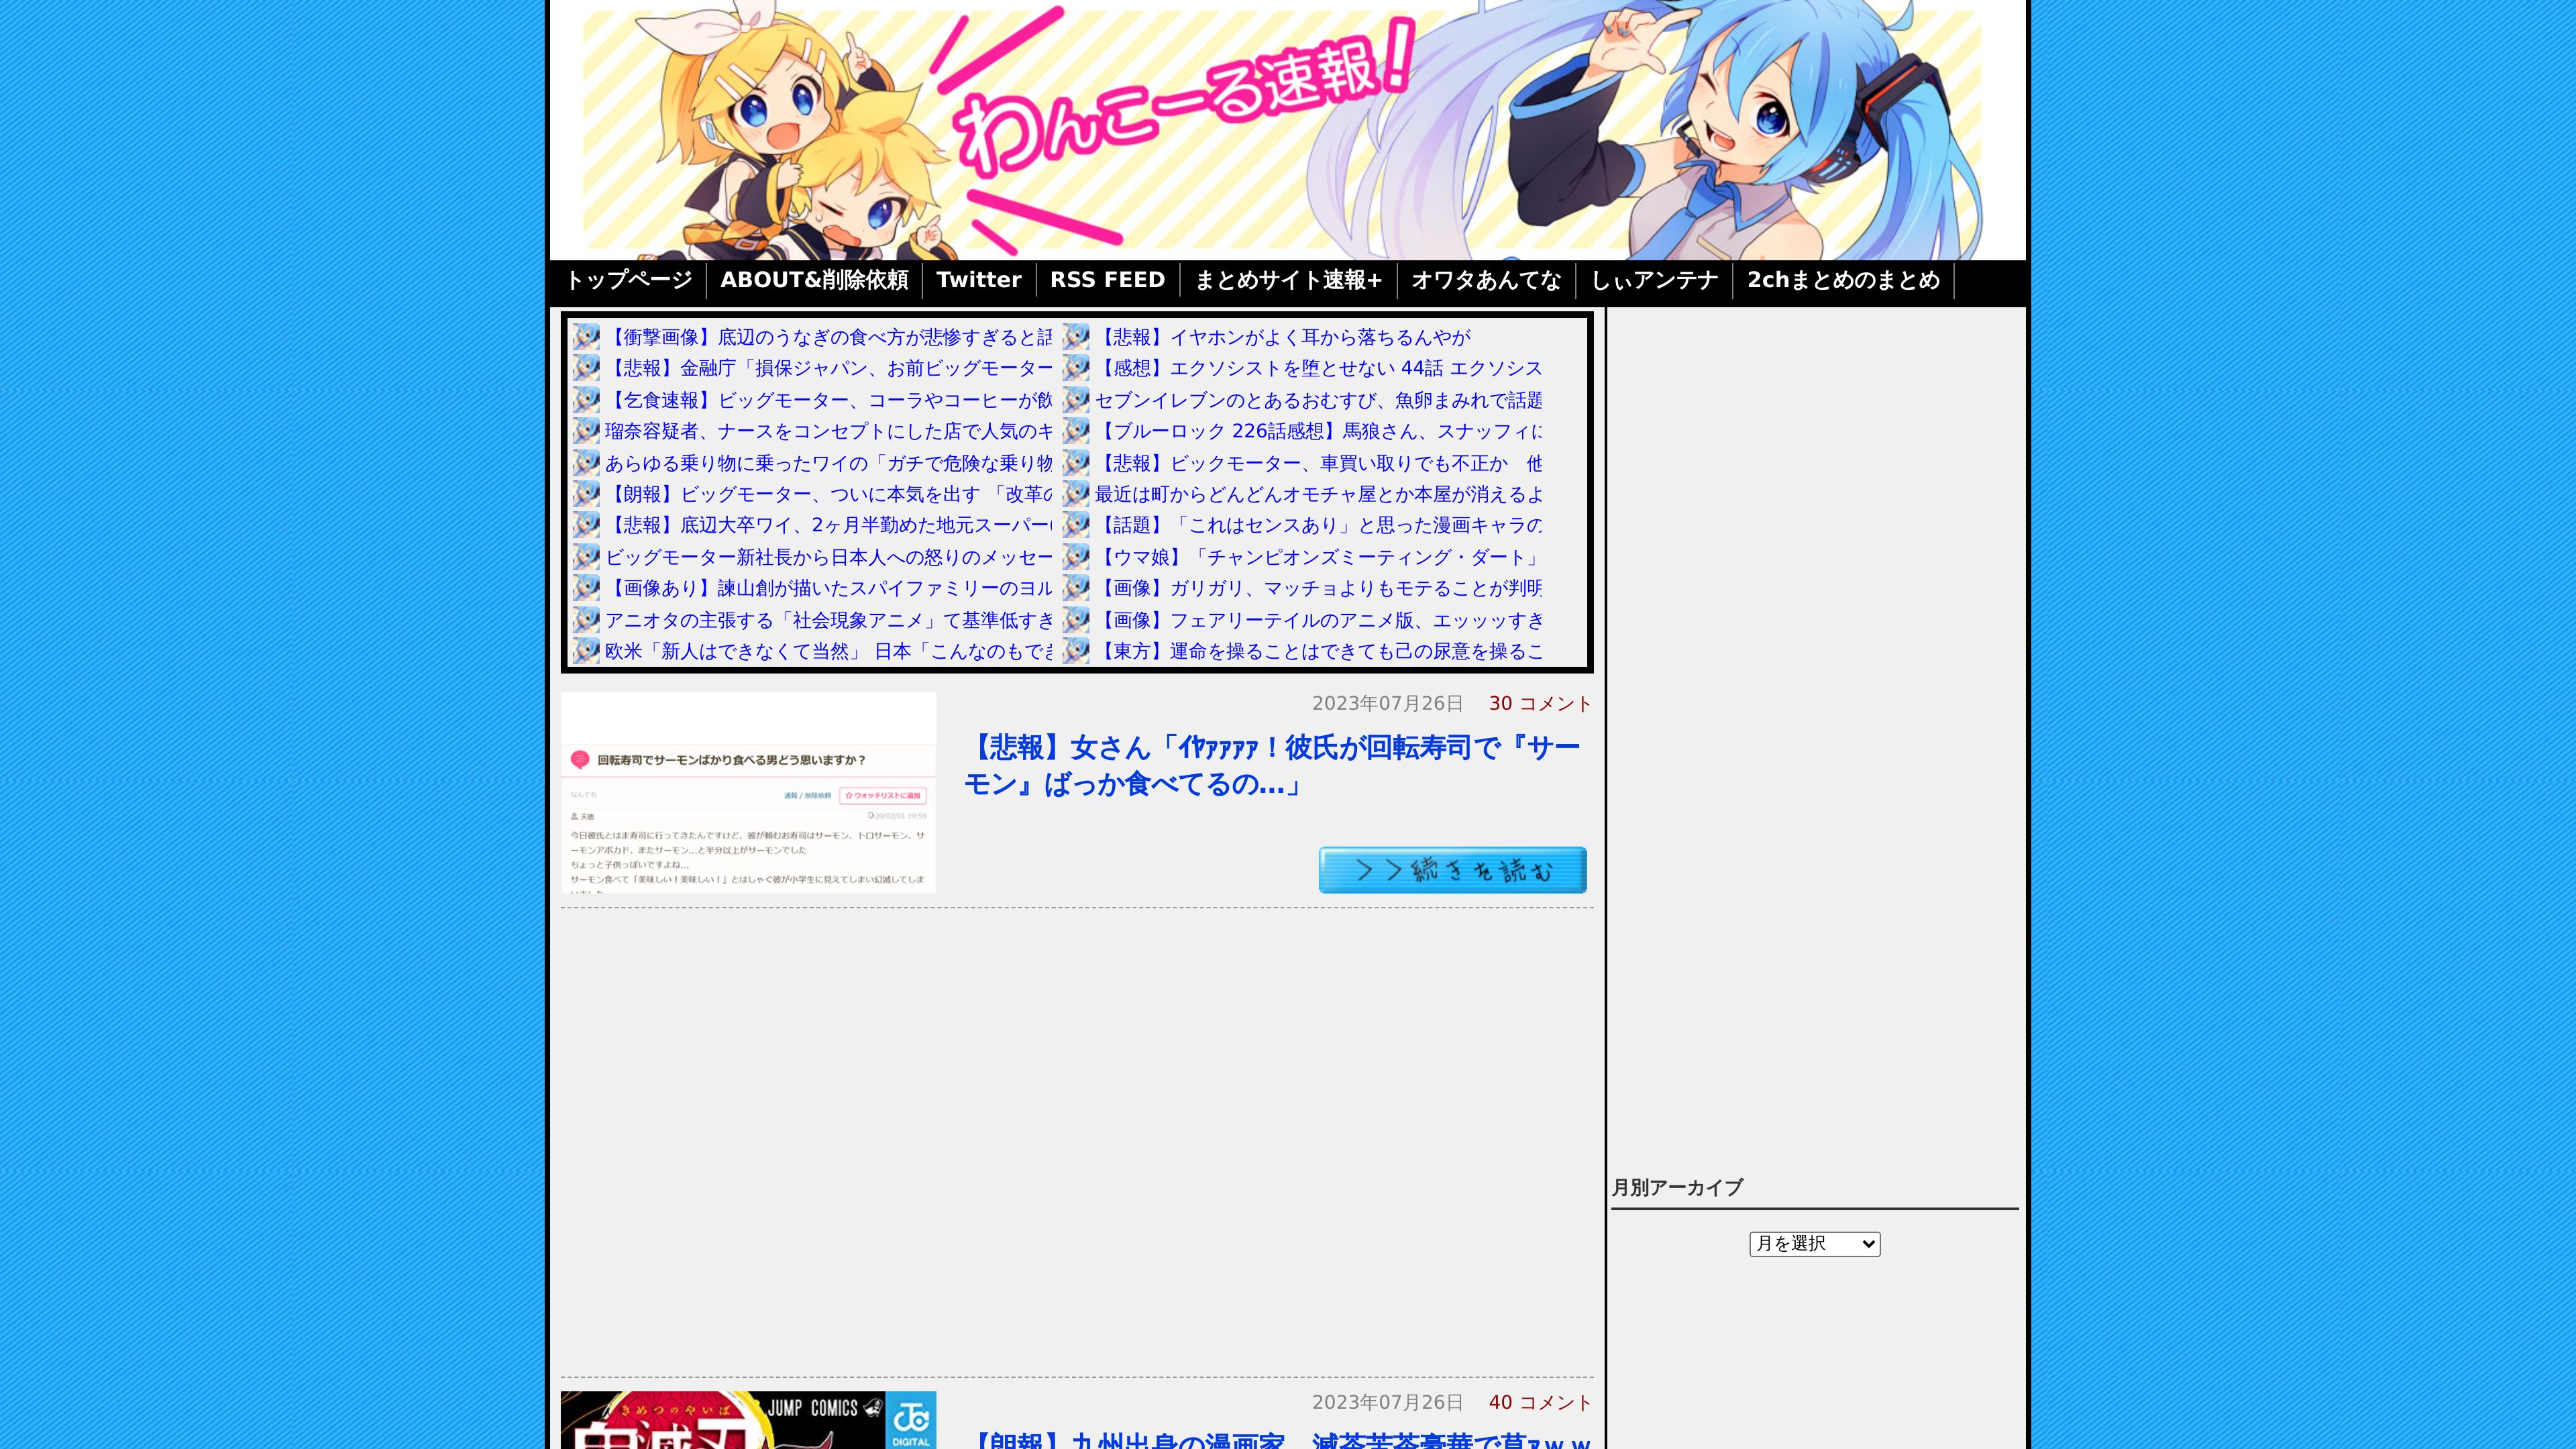 わんこーる速報!
トップページ
ABOUT&削除依頼
Twitter
RSS FEED
まとめサイト速報+
オワタあんてな
しぃアンテナ
2chまとめのまとめ
【衝撃画像】底辺のうなぎの食べ方が悲惨すぎると話
【悲報】金融庁「損保ジャパン、お前ビッグモーター
【乞食速報】ビッグモーター、コーラやコーヒーが飲
瑠奈容疑者、ナースをコンセプトにした店で人気のキ
あらゆる乗り物に乗ったワイの「ガチで危険な乗り物
【朗報】ビッグモーター、ついに本気を出す 「改革の
【悲報】底辺大卒ワイ、2ヶ月半勤めた地元スーパー
ビッグモーター新社長から日本人への怒りのメッセー
【画像あり】諫山創が描いたスパイファミリーのヨル
アニオタの主張する「社会現象アニメ」て基準低すぎ
欧米「新人はできなくて当然」 日本「こんなのもでき
【悲報】イヤホンがよく耳から落ちるんやが
【感想】エクソシストを堕とせない 44話 エクソシス
セブンイレブンのとあるおむすび、魚卵まみれで話題
【ブルーロック 226話感想】馬狼さん、スナッフィに
【悲報】ビックモーター、車買い取りでも不正か　他
最近は町からどんどんオモチャ屋とか本屋が消えるよ
【話題】「これはセンスあり」と思った漫画キャラの
【ウマ娘】「チャンピオンズミーティング・ダート」
【画像】ガリガリ、マッチョよりもモテることが判明
【画像】フェアリーテイルのアニメ版、エッッッすぎ
【東方】運命を操ることはできても己の尿意を操るこ
2023年07月26日 30 コメント
【悲報】女さん「ｲﾔｧｧｧｧ！彼氏が回転寿司で『サー
モン』ばっか食べてるの…」
回転寿司でサーモンばかり食べる男どう思いますか？
なんでも
通報 / 削除依頼
☆ウォッチリストに追加
天徳
20/02/01 19:59
今日彼氏とはま寿司に行ってきたんですけど、彼が頼むお寿司はサーモン、トロサーモン、サ
ーモンアボカド、またサーモン...と半分以上がサーモンでした
ちょっと子供っぽいですよね...
サーモン食べて「美味しい！美味しい！」とはしゃぐ彼が小学生に見えてしまい幻滅してしま
いました
＞＞続きを読む
月別アーカイブ
月を選択
2023年07月26日 40 コメント
きめつのやいば
JUMP COMICS
DIGITAL
鬼滅刃